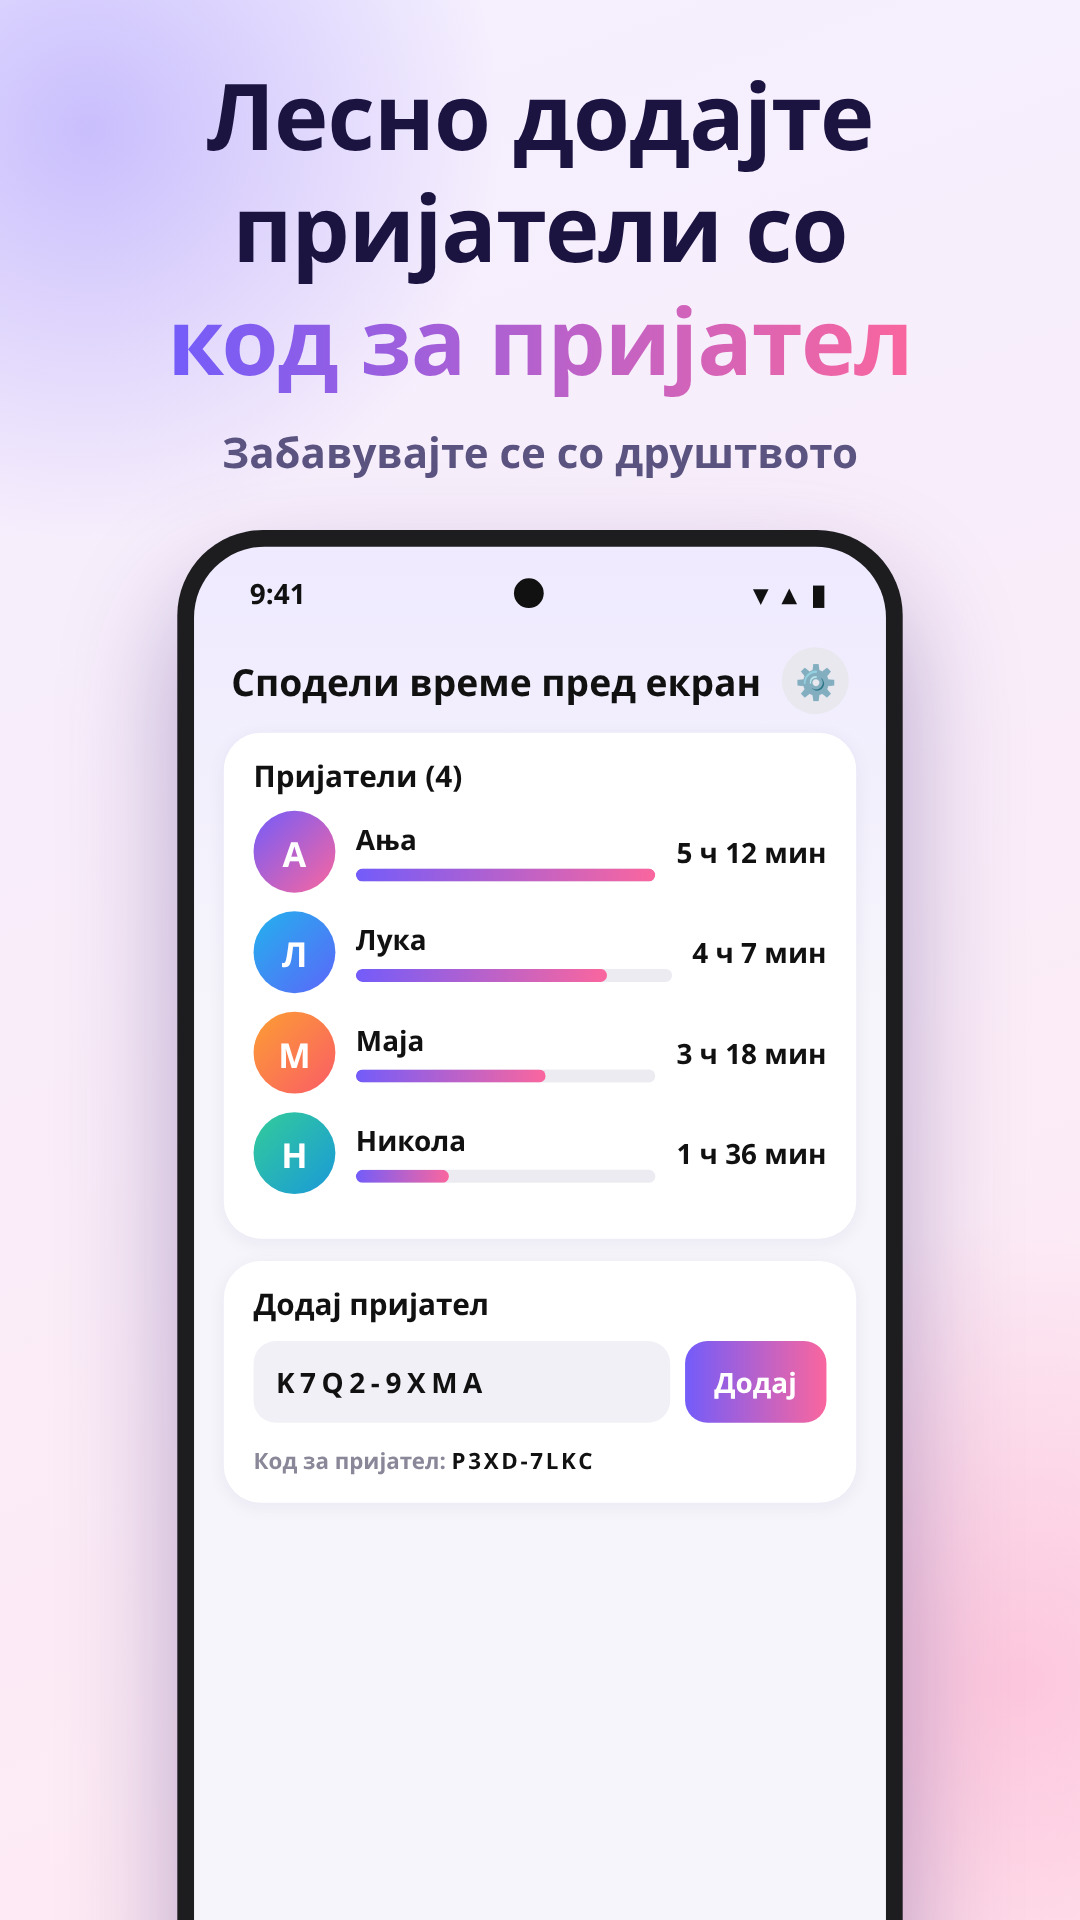 Лесно додајте
пријатели со
код за пријател
Забавувајте се со друштвото
9:41
Сподели време пред екран
Пријатели (4)
А
Ања
5 ч 12 мин
Л
Лука
4 ч 7 мин
М
Маја
3 ч 18 мин
Н
Никола
1 ч 36 мин
Додај пријател
K7Q2-9XMA
Додај
Код за пријател: P3XD-7LKC